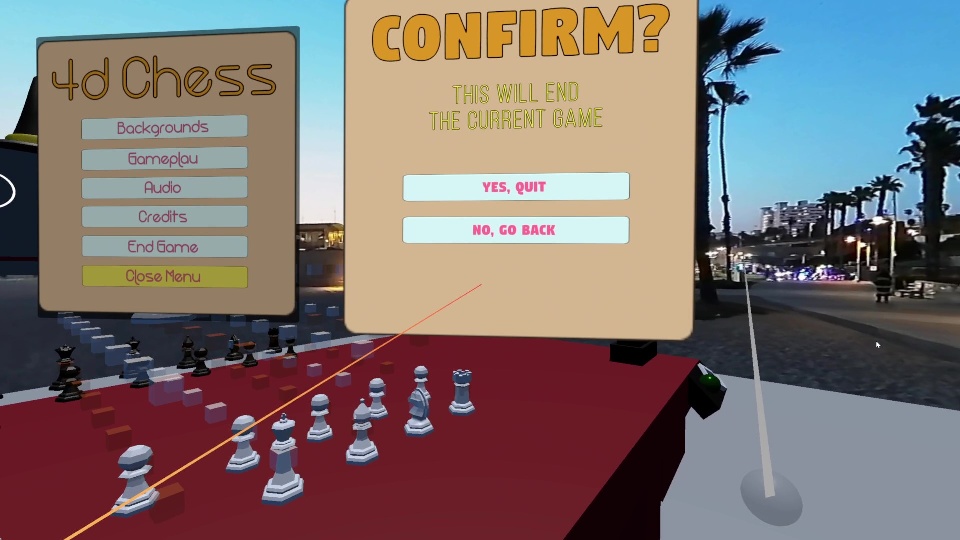 4d Chess
Backgrounds
Gameplay
Audio
Credits
End Game
Close Menu
CONFIRM?
THIS WILL END
THE CURRENT GAME
YES, QUIT
NO, GO BACK